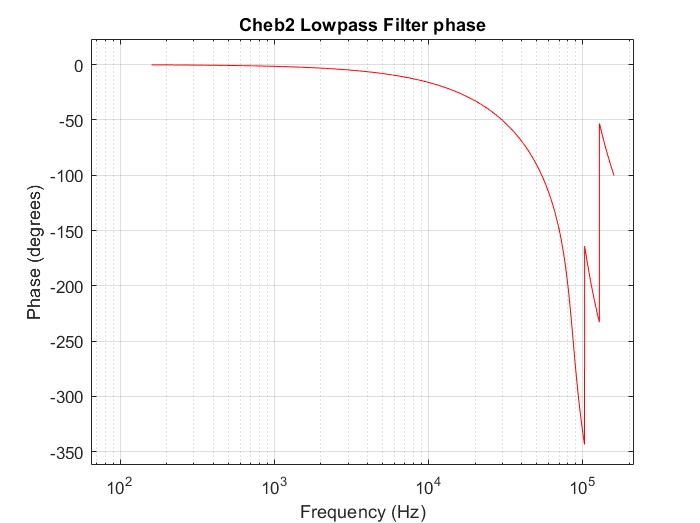 Cheb2 Lowpass Filter phase
0
-50
-100
-150
-200
-250
-300
-350
Phase (degrees)
10² 10³ 10⁴ 10⁵
Frequency (Hz)